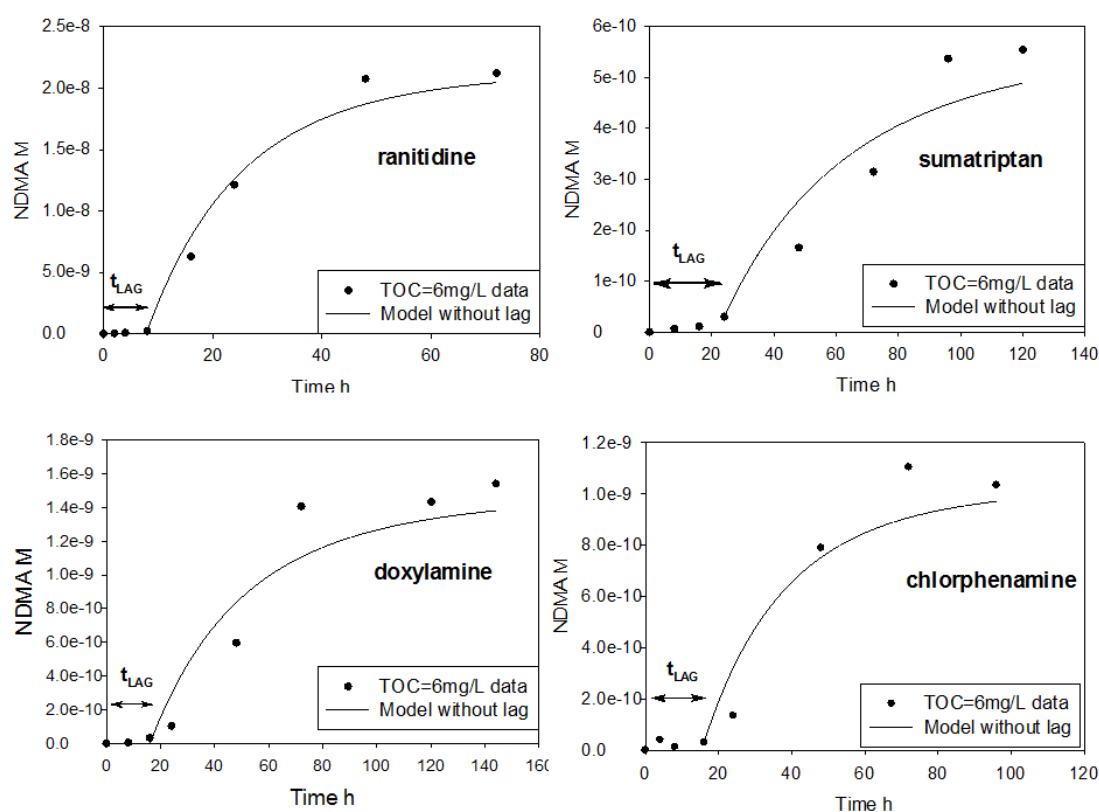 2.5e-8
2.0e-8
1.5e-8
1.0e-8
5.0e-9
0.0
NDMA M
ranitidine
tLAG
TOC=6mg/L data
Model without lag
0 20 40 60 80
Time h
6e-10
5e-10
4e-10
3e-10
2e-10
1e-10
0
NDMA M
sumatriptan
tLAG
TOC=6mg/L data
Model without lag
0 20 40 60 80 100 120 140
Time h
1.8e-9
1.6e-9
1.4e-9
1.2e-9
1.0e-9
8.0e-10
6.0e-10
4.0e-10
2.0e-10
0.0
NDMA M
doxylamine
tLAG
TOC=6mg/L data
Model without lag
0 20 40 60 80 100 120 140 160
Time h
1.2e-9
1.0e-9
8.0e-10
6.0e-10
4.0e-10
2.0e-10
0.0
NDMA M
chlorphenamine
tLAG
TOC=6mg/L data
Model without lag
0 20 40 60 80 100 120
Time h